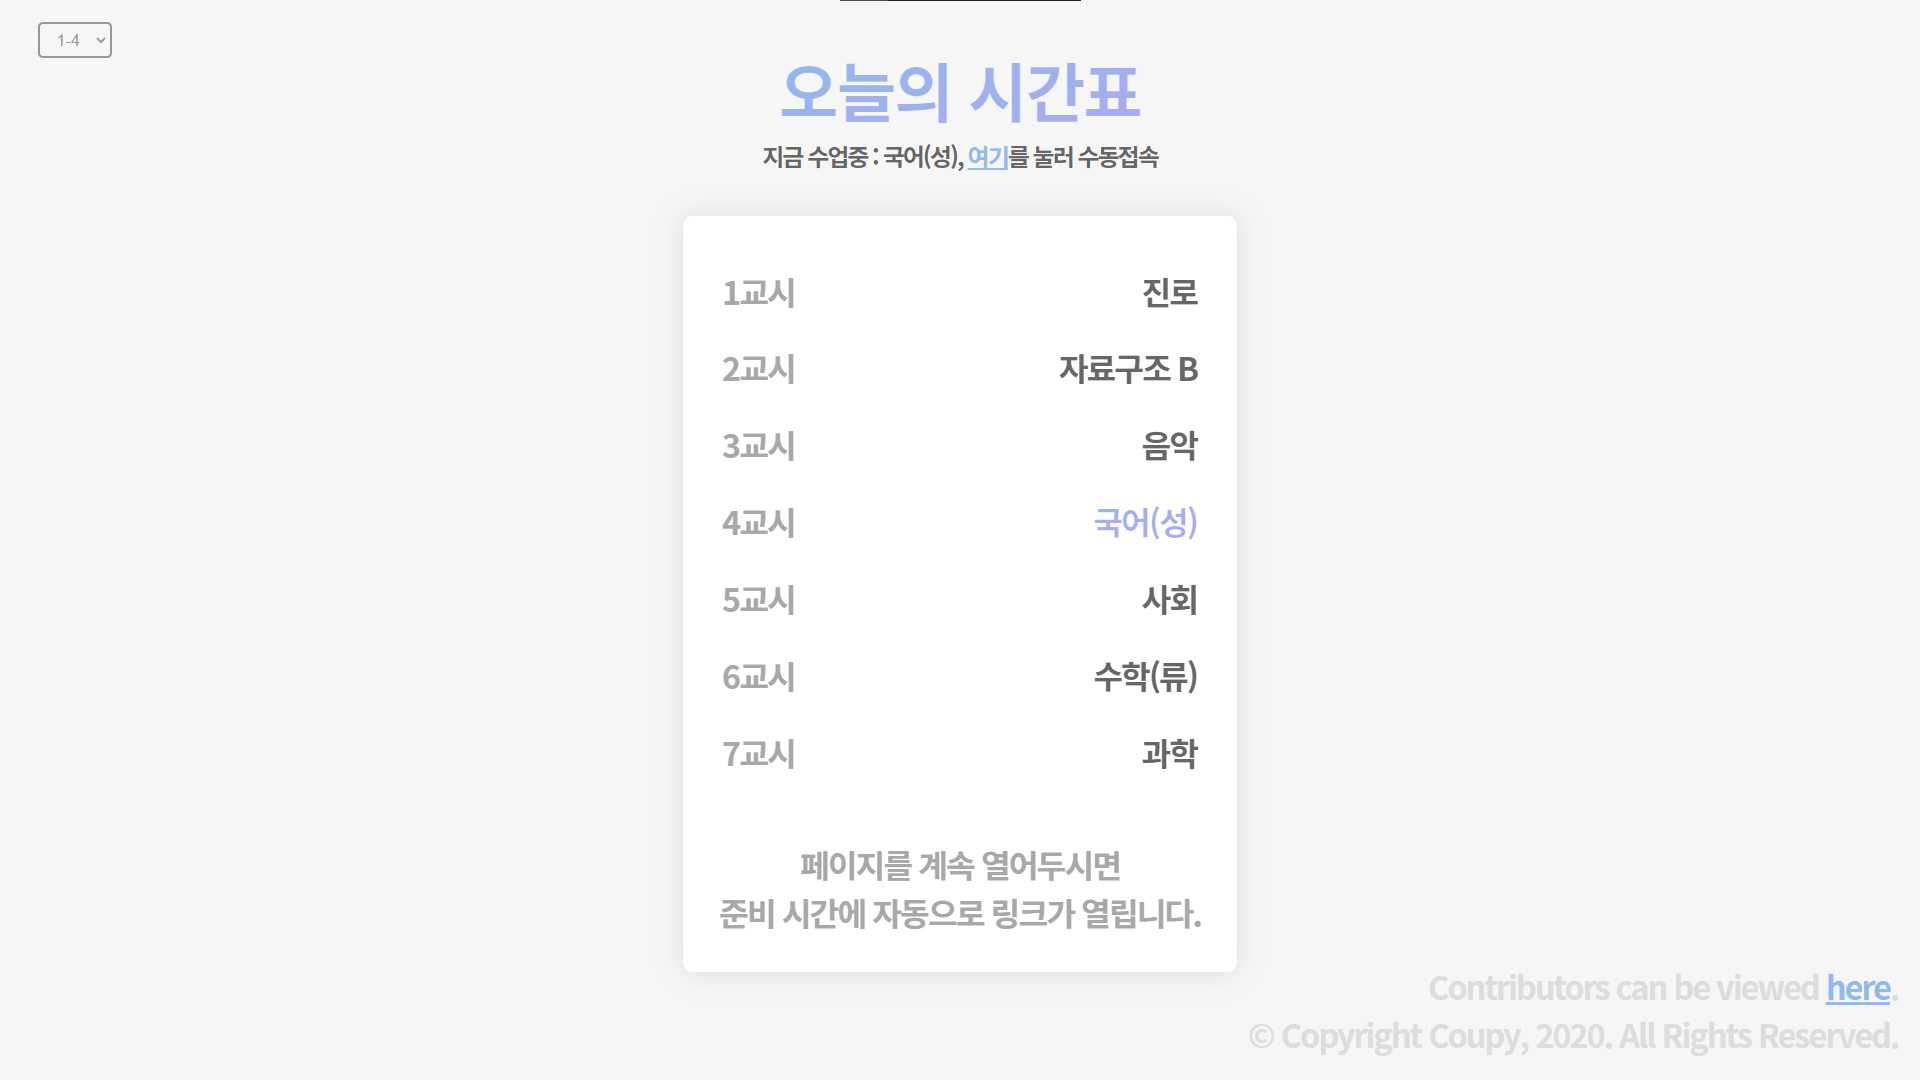 1-4
오늘의 시간표
지금 수업중 : 국어(성), 여기를 눌러 수동접속
1교시 진로
2교시 자료구조 B
3교시 음악
4교시 국어(성)
5교시 사회
6교시 수학(류)
7교시 과학
페이지를 계속 열어두시면
준비 시간에 자동으로 링크가 열립니다.
Contributors can be viewed here.
© Copyright Coupy, 2020. All Rights Reserved.